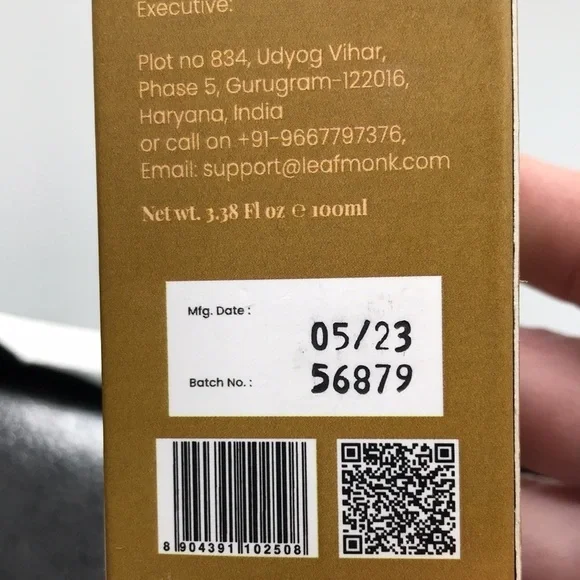 Executive:
Plot no 834, Udyog Vihar,
Phase 5, Gurugram-122016,
Haryana, India
or call on +91-9667797376,
Email: support@leafmonk.com
Net wt. 3.38 Fl oz ℮ 100ml
Mfg. Date :
05/23
Batch No. :
56879
8 904391 102508